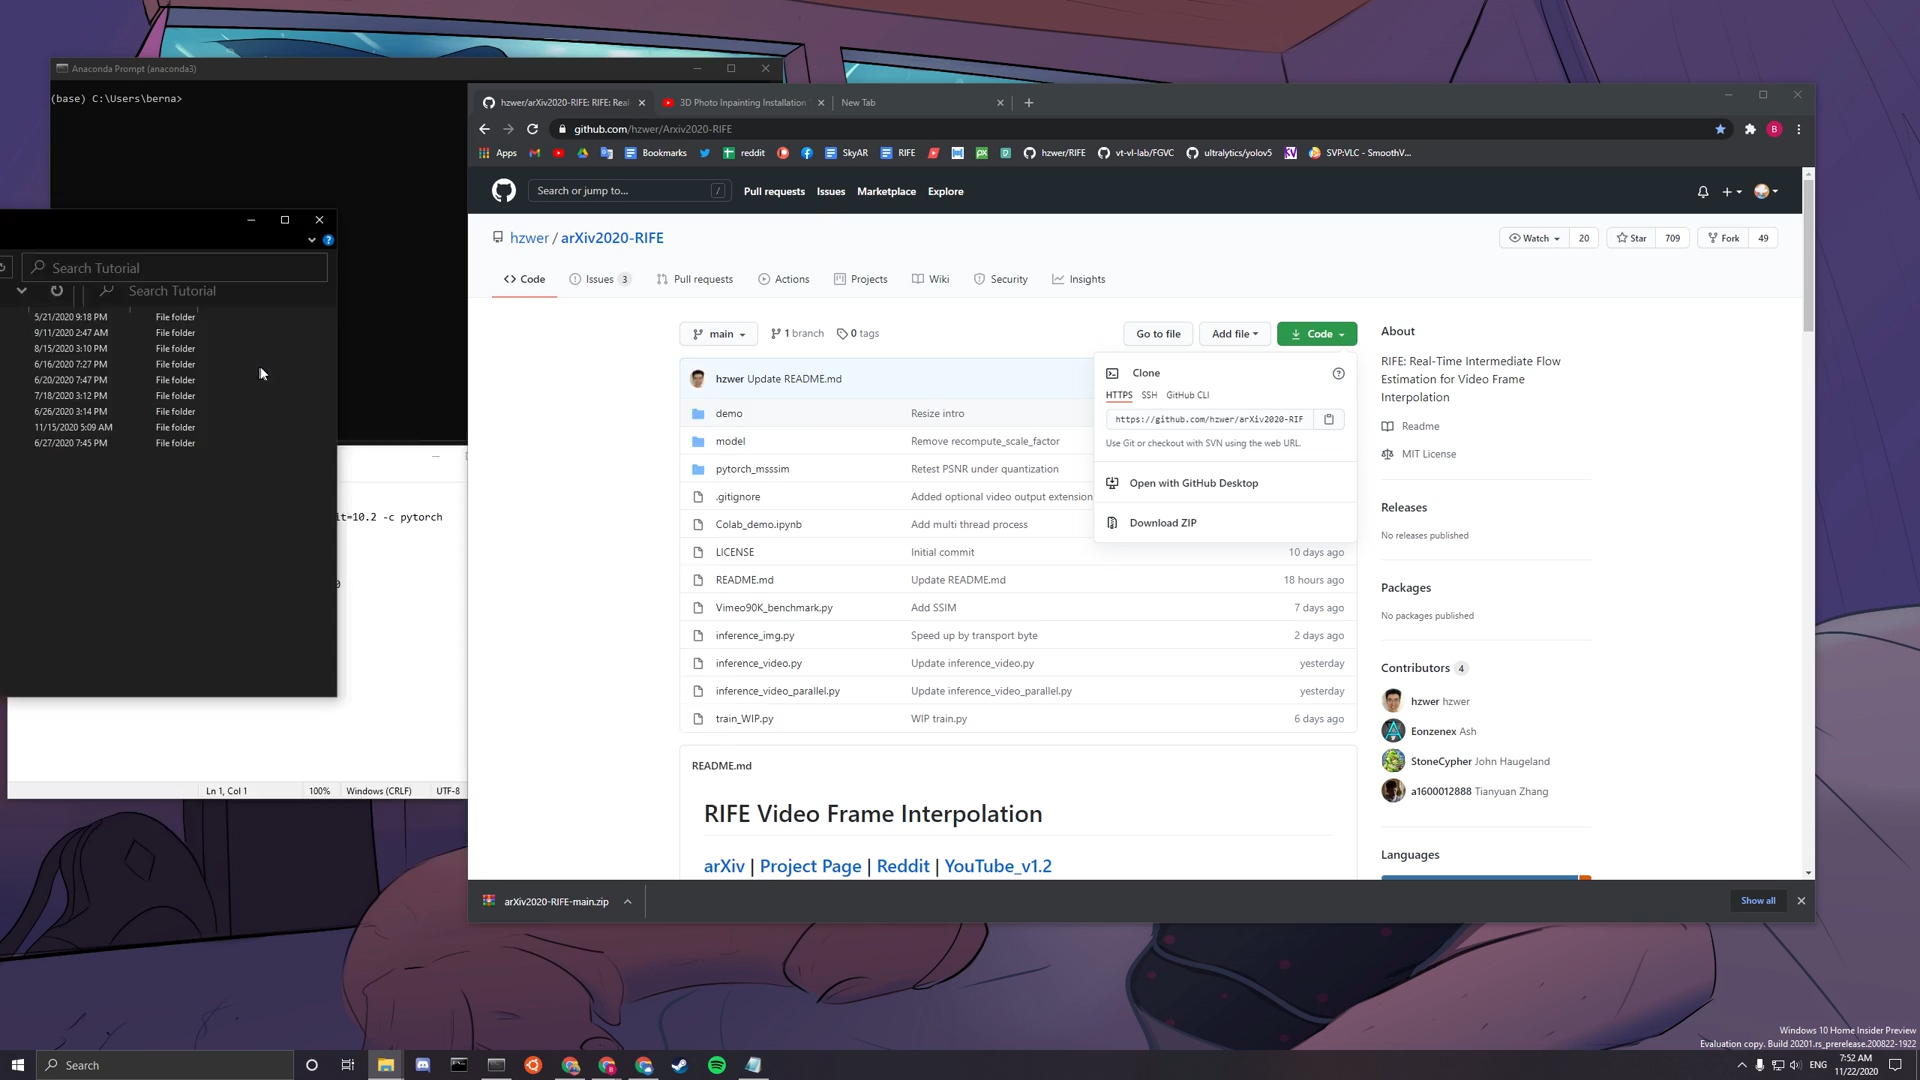 Anaconda Prompt (anaconda3)
(base) C:\Users\berna>
Search Tutorial
Search Tutorial
5/21/2020 9:18 PM File folder
9/11/2020 2:47 AM File folder
8/15/2020 3:10 PM File folder
6/16/2020 7:27 PM File folder
6/20/2020 7:47 PM File folder
7/18/2020 3:12 PM File folder
6/26/2020 3:14 PM File folder
11/15/2020 5:09 AM File folder
6/27/2020 7:45 PM File folder
it=10.2 -c pytorch
Ln 1, Col 1 100% Windows (CRLF) UTF-8
hzwer/arXiv2020-RIFE: RIFE: Real 3D Photo Inpainting Installation New Tab
github.com/hzwer/Arxiv2020-RIFE
Apps Bookmarks reddit SkyAR RIFE hzwer/RIFE vt-vl-lab/FGVC ultralytics/yolov5 SVP:VLC - SmoothV...
Search or jump to... / Pull requests Issues Marketplace Explore
hzwer / arXiv2020-RIFE Watch 20 Star 709 Fork 49
Code Issues 3 Pull requests Actions Projects Wiki Security Insights
main 1 branch 0 tags Go to file Add file Code
hzwer Update README.md
demo Resize intro
model Remove recompute_scale_factor
pytorch_msssim Retest PSNR under quantization
.gitignore Added optional video output extension
Colab_demo.ipynb Add multi thread process
LICENSE Initial commit 10 days ago
README.md Update README.md 18 hours ago
Vimeo90K_benchmark.py Add SSIM 7 days ago
inference_img.py Speed up by transport byte 2 days ago
inference_video.py Update inference_video.py yesterday
inference_video_parallel.py Update inference_video_parallel.py yesterday
train_WIP.py WIP train.py 6 days ago
Clone
HTTPS SSH GitHub CLI
https://github.com/hzwer/arXiv2020-RIF
Use Git or checkout with SVN using the web URL.
Open with GitHub Desktop
Download ZIP
README.md
RIFE Video Frame Interpolation
arXiv | Project Page | Reddit | YouTube_v1.2
About
RIFE: Real-Time Intermediate Flow
Estimation for Video Frame
Interpolation
Readme
MIT License
Releases
No releases published
Packages
No packages published
Contributors 4
hzwer hzwer
Eonzenex Ash
StoneCypher John Haugeland
a1600012888 Tianyuan Zhang
Languages
arXiv2020-RIFE-main.zip Show all
Windows 10 Home Insider Preview
Evaluation copy. Build 20201.rs_prerelease.200822-1922
Search
ENG
7:52 AM
11/22/2020